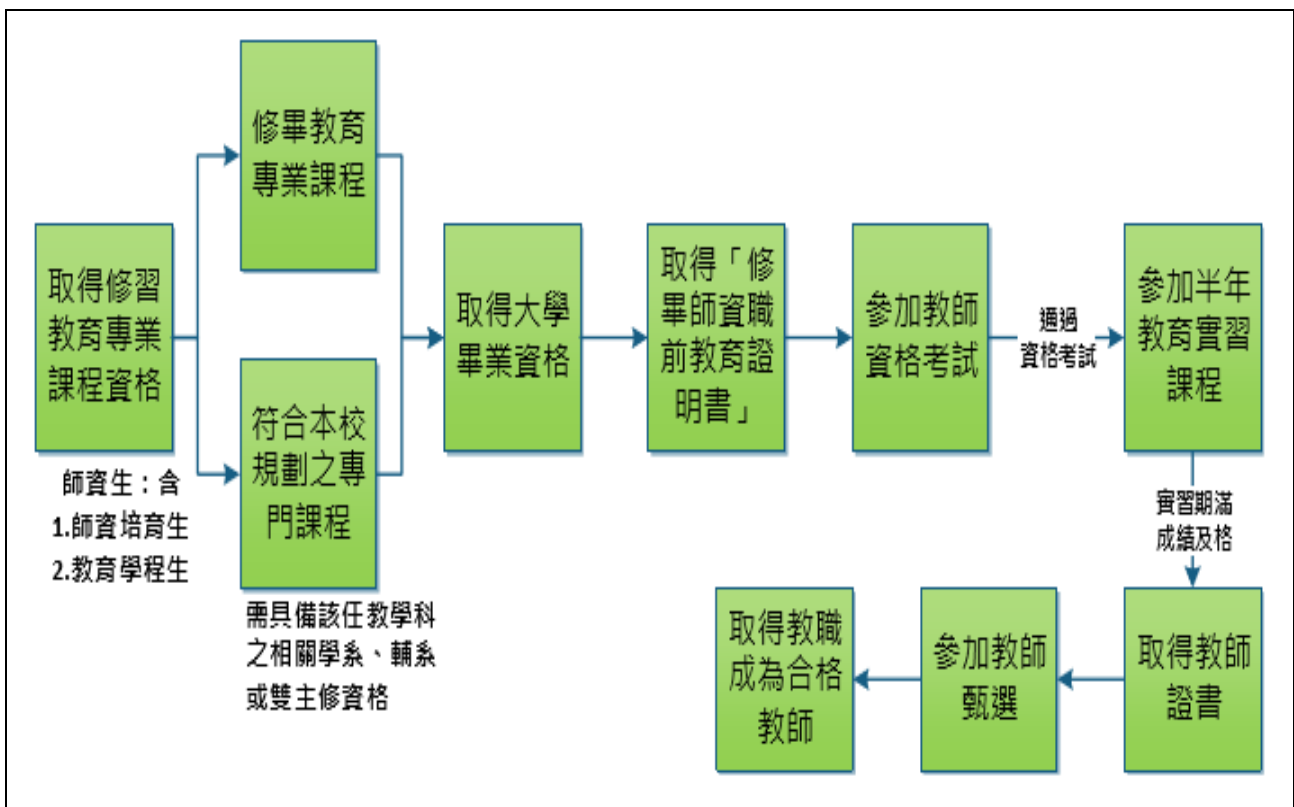 取得修習
教育專業
課程資格
師資生：含
1.師資培育生
2.教育學程生
修畢教育
專業課程
符合本校
規劃之專
門課程
需具備該任教學科
之相關學系、輔系
或雙主修資格
取得大學
畢業資格
取得「修
畢師資職
前教育證
明書」
參加教師
資格考試
通過
資格考試
參加半年
教育實習
課程
實習期滿
成績及格
取得教師
證書
參加教師
甄選
取得教職
成為合格
教師